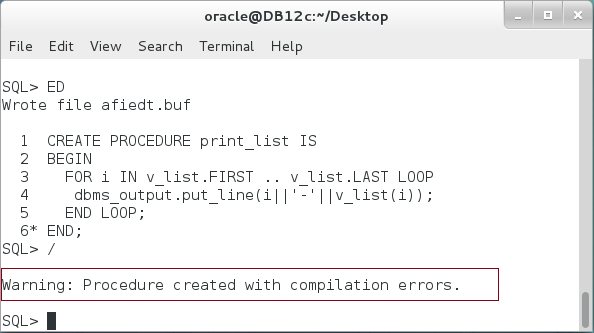 oracle@DB12c:~/Desktop
File Edit View Search Terminal Help
SQL> ED
Wrote file afiedt.buf
1 CREATE PROCEDURE print_list IS
2 BEGIN
3 FOR i IN v_list.FIRST .. v_list.LAST LOOP
4 dbms_output.put_line(i||'-'||v_list(i));
5 END LOOP;
6* END;
SQL> /
Warning: Procedure created with compilation errors.
SQL>